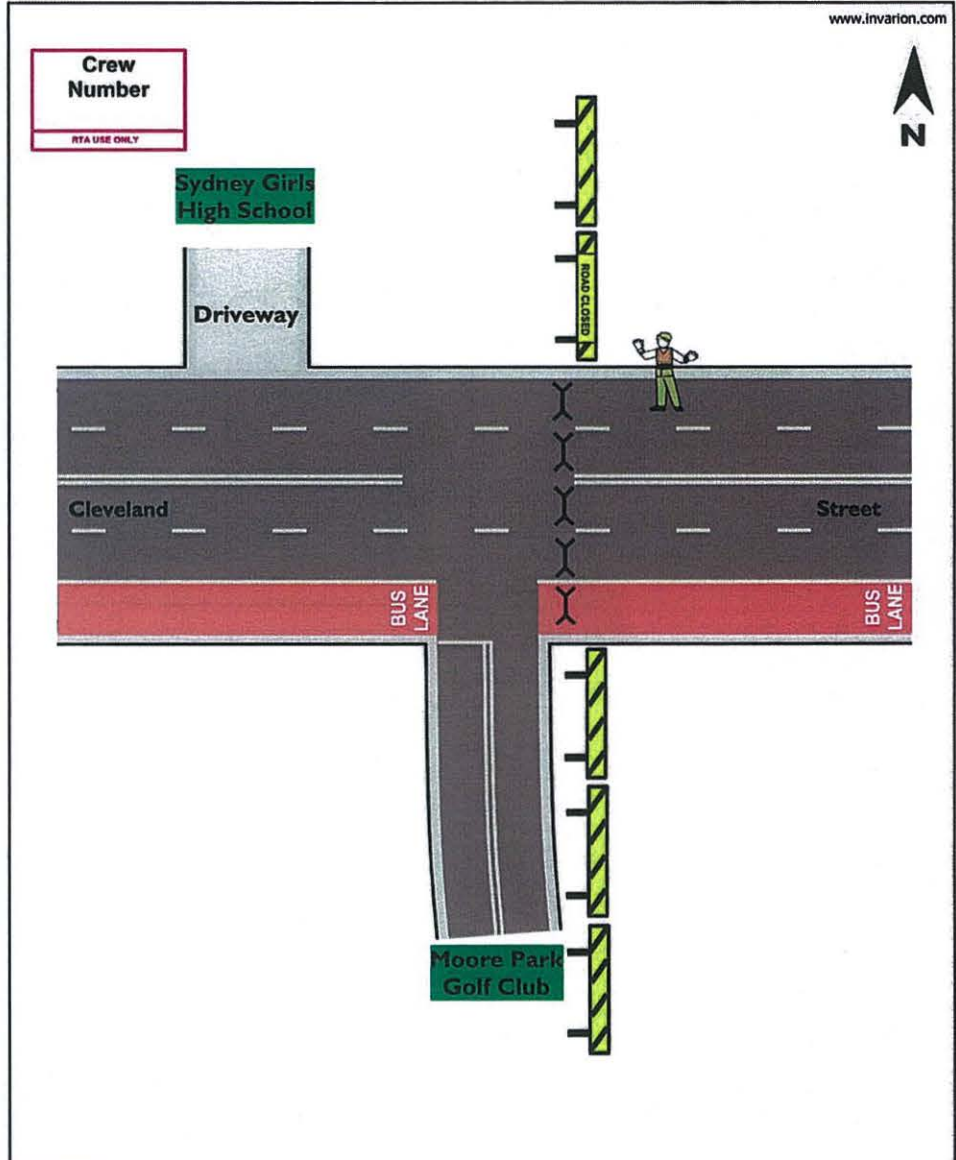 www.invarion.com
Crew
Number
RTA USE ONLY
N
Sydney Girls
High School
Driveway
ROAD CLOSED
Cleveland
Street
BUS
LANE
BUS
LANE
Moore Park
Golf Club